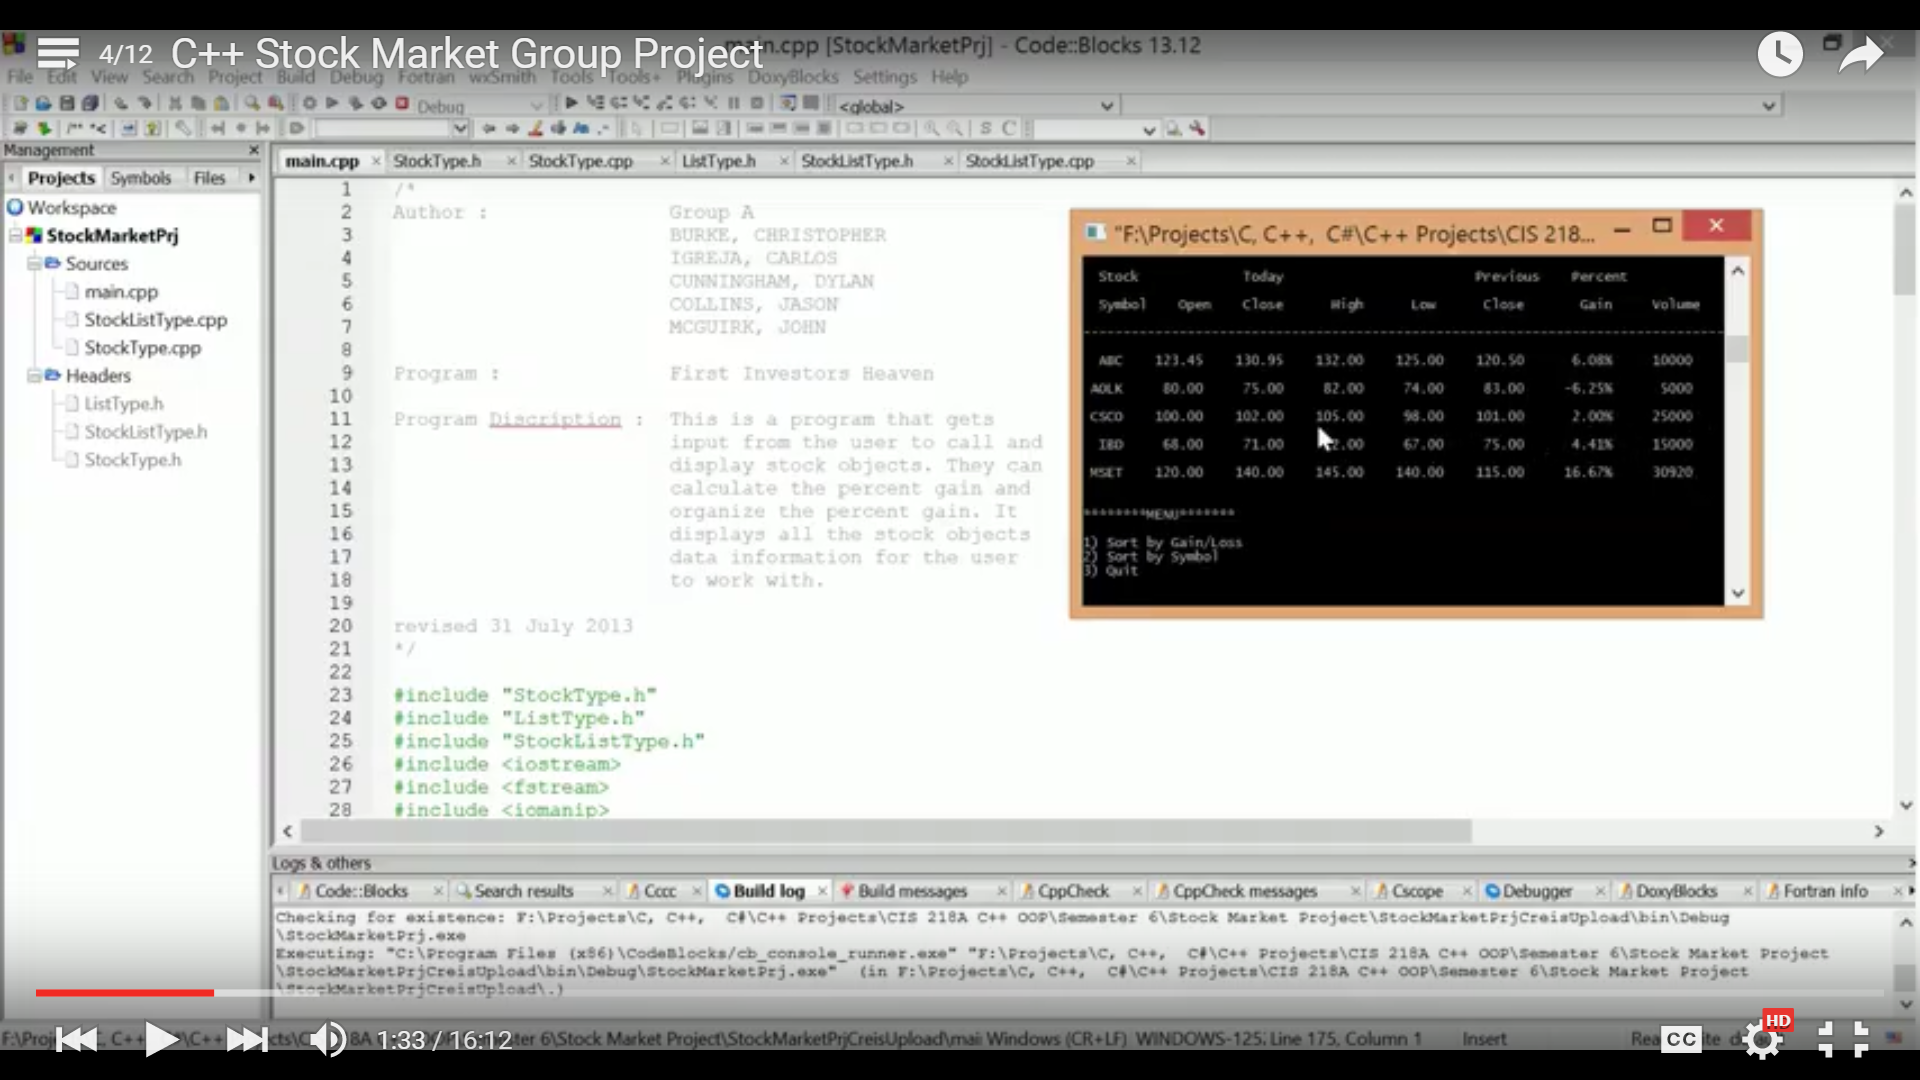 4/12 C++ Stock Market Group Project
main.cpp [StockMarketPrj] - Code::Blocks 13.12
File Edit View Search Project Build Debug Fortran wxSmith Tools Tools+ Plugins DoxyBlocks Settings Help
Debug
<global>
S C
Management
main.cpp StockType.h StockType.cpp ListType.h StockListType.h StockListType.cpp
Projects Symbols Files
Workspace
StockMarketPrj
Sources
main.cpp
StockListType.cpp
StockType.cpp
Headers
ListType.h
StockListType.h
StockType.h
1 /*
2 Author : Group A
3 BURKE, CHRISTOPHER
4 IGREJA, CARLOS
5 CUNNINGHAM, DYLAN
6 COLLINS, JASON
7 MCGUIRK, JOHN
8
9 Program : First Investors Heaven
10
11 Program Discription : This is a program that gets
12 input from the user to call and
13 display stock objects. They can
14 calculate the percent gain and
15 organize the percent gain. It
16 displays all the stock objects
17 data information for the user
18 to work with.
19
20 revised 31 July 2013
21 */
22
23 #include "StockType.h"
24 #include "ListType.h"
25 #include "StockListType.h"
26 #include <iostream>
27 #include <fstream>
28 #include <iomanip>
"F:\Projects\C, C++, C#\C++ Projects\CIS 218...
Stock Today Previous Percent
Symbol Open Close High Low Close Gain Volume
ABC 123.45 130.95 132.00 125.00 120.50 6.08% 10000
AOLK 80.00 75.00 82.00 74.00 83.00 -6.25% 5000
CSCO 100.00 102.00 105.00 98.00 101.00 2.00% 25000
IBD 68.00 71.00 2.00 67.00 75.00 4.41% 15000
MSET 120.00 140.00 145.00 140.00 115.00 16.67% 30920
********MENU*******
1) Sort by Gain/Loss
2) Sort by Symbol
3) Quit
Logs & others
Code::Blocks Search results Cccc Build log Build messages CppCheck CppCheck messages Cscope Debugger DoxyBlocks Fortran info
Checking for existence: F:\Projects\C, C++, C#\C++ Projects\CIS 218A C++ OOP\Semester 6\Stock Market Project\StockMarketPrjCreisUpload\bin\Debug
\StockMarketPrj.exe
Executing: "C:\Program Files (x86)\CodeBlocks/cb_console_runner.exe" "F:\Projects\C, C++, C#\C++ Projects\CIS 218A C++ OOP\Semester 6\Stock Market Project
\StockMarketPrjCreisUpload\bin\Debug\StockMarketPrj.exe" (in F:\Projects\C, C++, C#\C++ Projects\CIS 218A C++ OOP\Semester 6\Stock Market Project
\StockMarketPrjCreisUpload\.)
1:33 / 16:12
6\Stock Market Project\StockMarketPrjCreisUpload\mai Windows (CR+LF) WINDOWS-125 Line 175, Column 1 Insert
CC HD